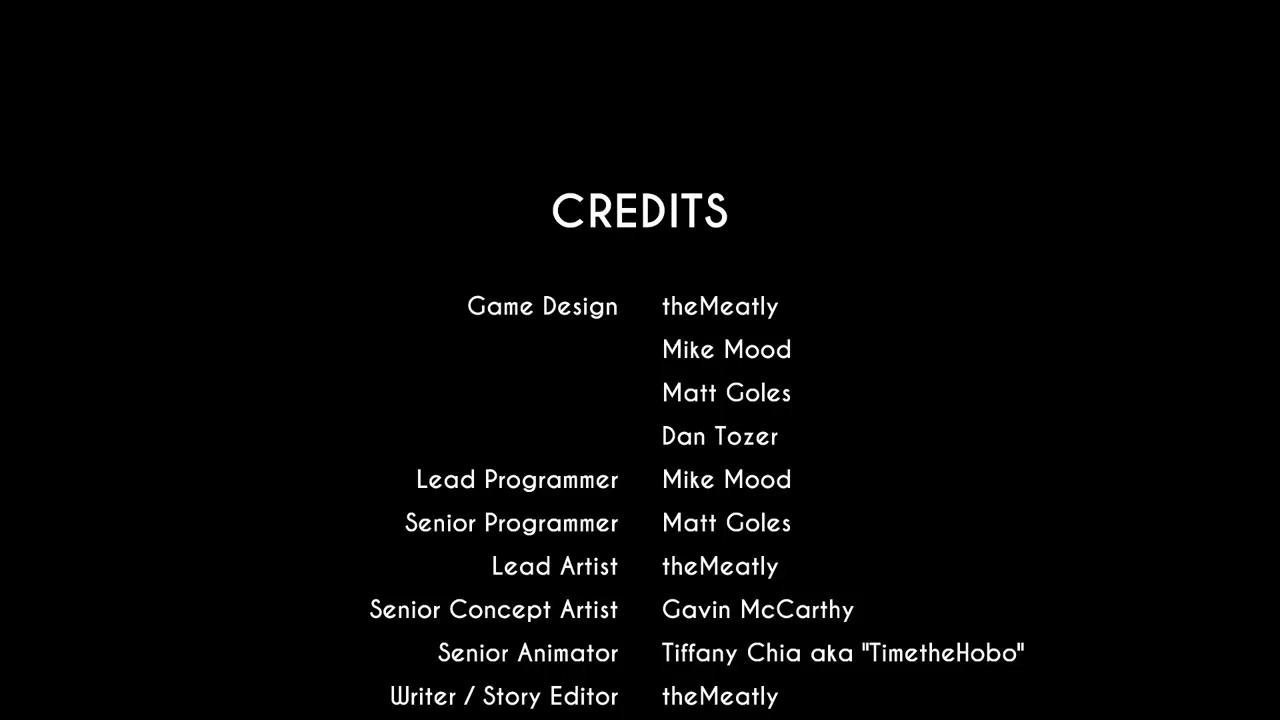 CREDITS
Game Design theMeatly
Mike Mood
Matt Goles
Dan Tozer
Lead Programmer Mike Mood
Senior Programmer Matt Goles
Lead Artist theMeatly
Senior Concept Artist Gavin McCarthy
Senior Animator Tiffany Chia aka "TimetheHobo"
Writer / Story Editor theMeatly